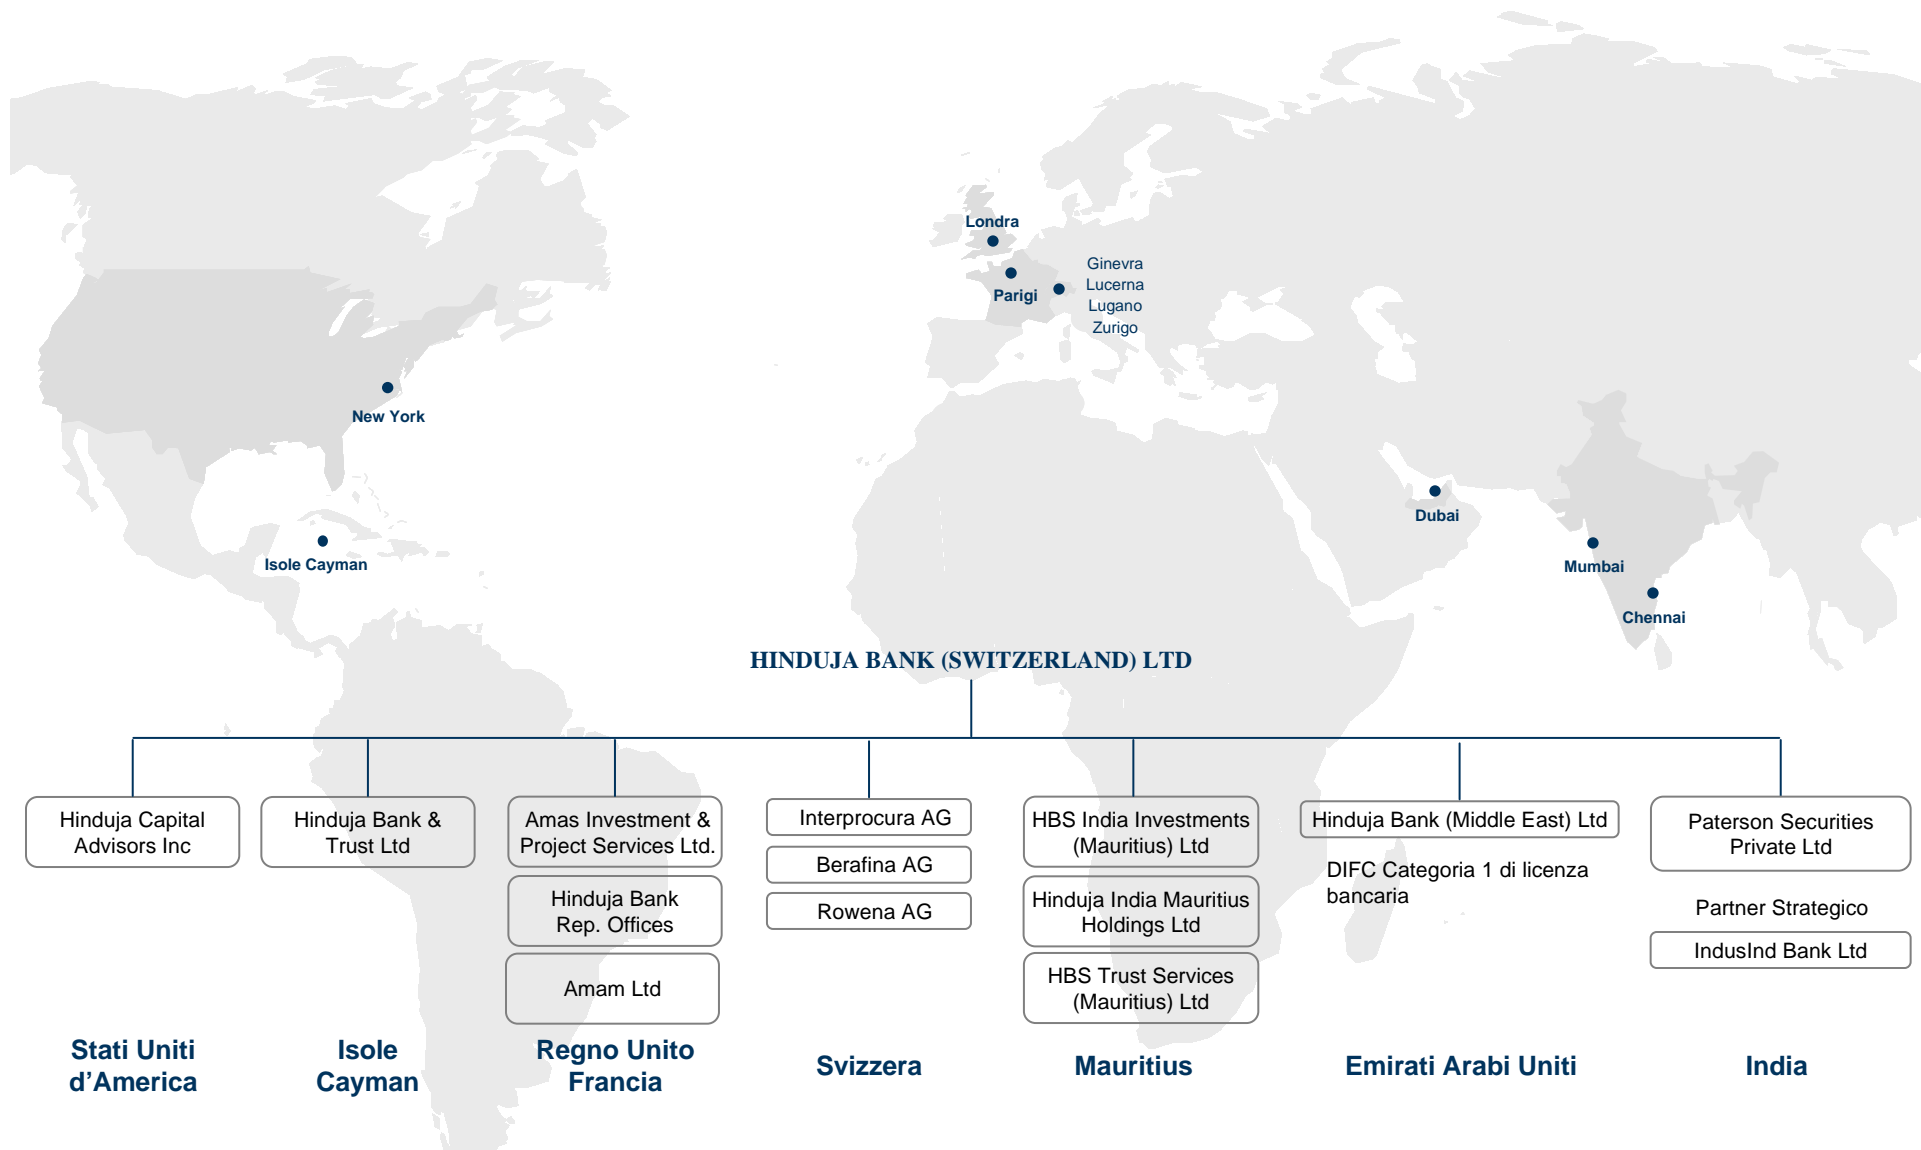 Londra
Ginevra
Lucerna
Lugano
Zurigo
Parigi
New York
Isole Cayman
Dubai
Mumbai
Chennai
HINDUJA BANK (SWITZERLAND) LTD
Hinduja Capital
Advisors Inc
Hinduja Bank &
Trust Ltd
Amas Investment &
Project Services Ltd.
Hinduja Bank
Rep. Offices
Amam Ltd
Interprocura AG
Berafina AG
Rowena AG
HBS India Investments
(Mauritius) Ltd
Hinduja India Mauritius
Holdings Ltd
HBS Trust Services
(Mauritius) Ltd
Hinduja Bank (Middle East) Ltd
DIFC Categoria 1 di licenza
bancaria
Paterson Securities
Private Ltd
Partner Strategico
IndusInd Bank Ltd
Stati Uniti
d’America
Isole
Cayman
Regno Unito
Francia
Svizzera
Mauritius
Emirati Arabi Uniti
India